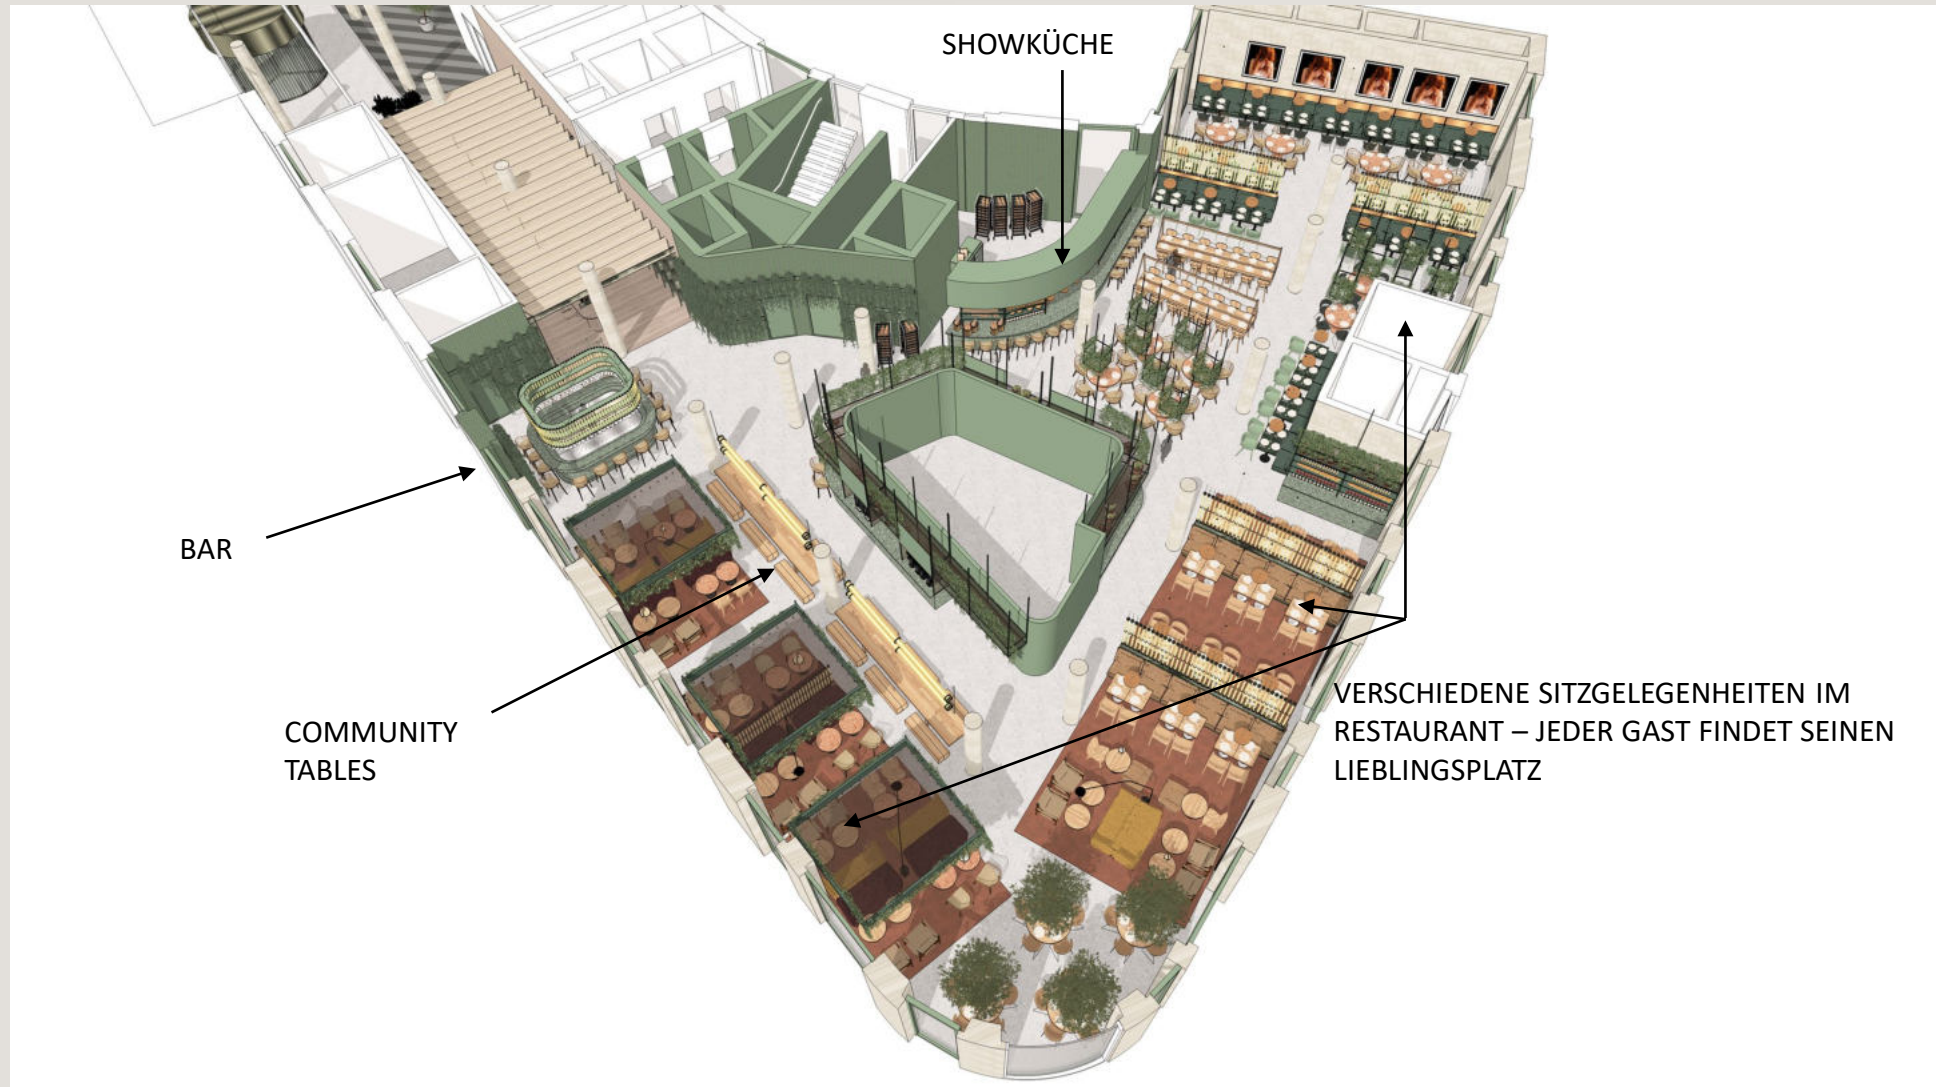 SHOWKÜCHE
BAR
COMMUNITY
TABLES
VERSCHIEDENE SITZGELEGENHEITEN IM
RESTAURANT – JEDER GAST FINDET SEINEN
LIEBLINGSPLATZ